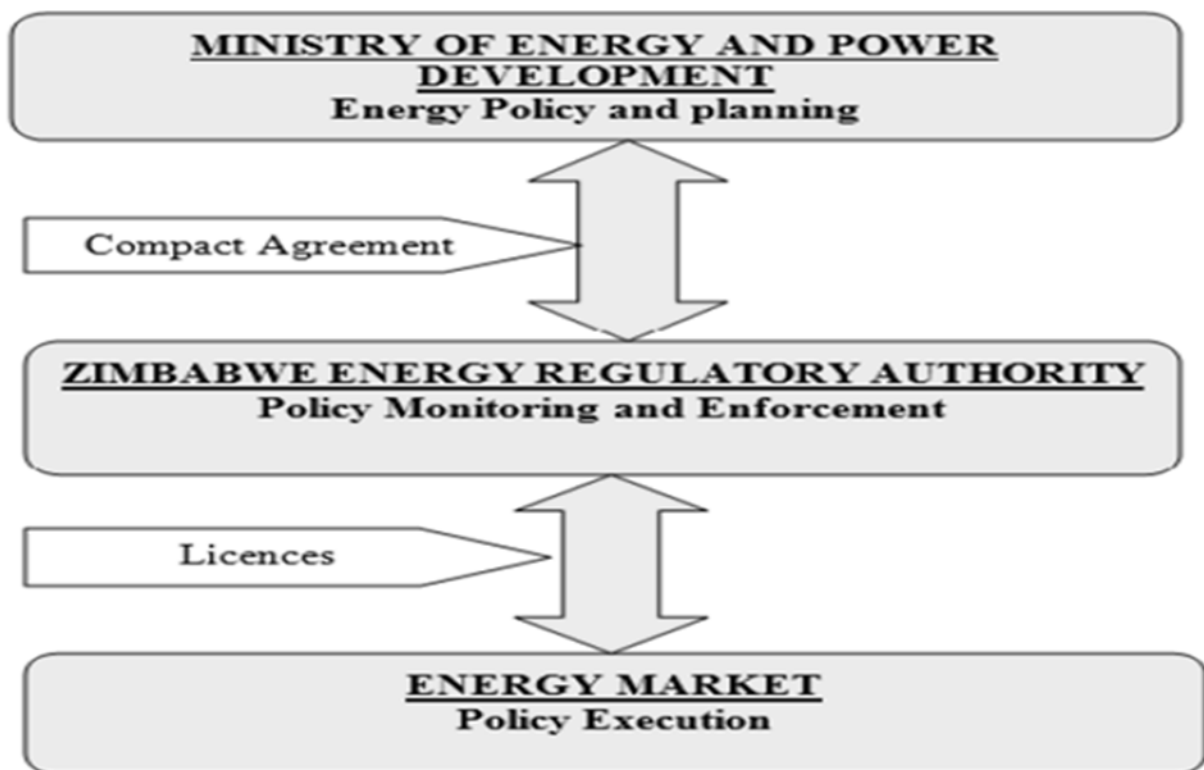 MINISTRY OF ENERGY AND POWER
DEVELOPMENT
Energy Policy and planning
Compact Agreement
ZIMBABWE ENERGY REGULATORY AUTHORITY
Policy Monitoring and Enforcement
Licences
ENERGY MARKET
Policy Execution